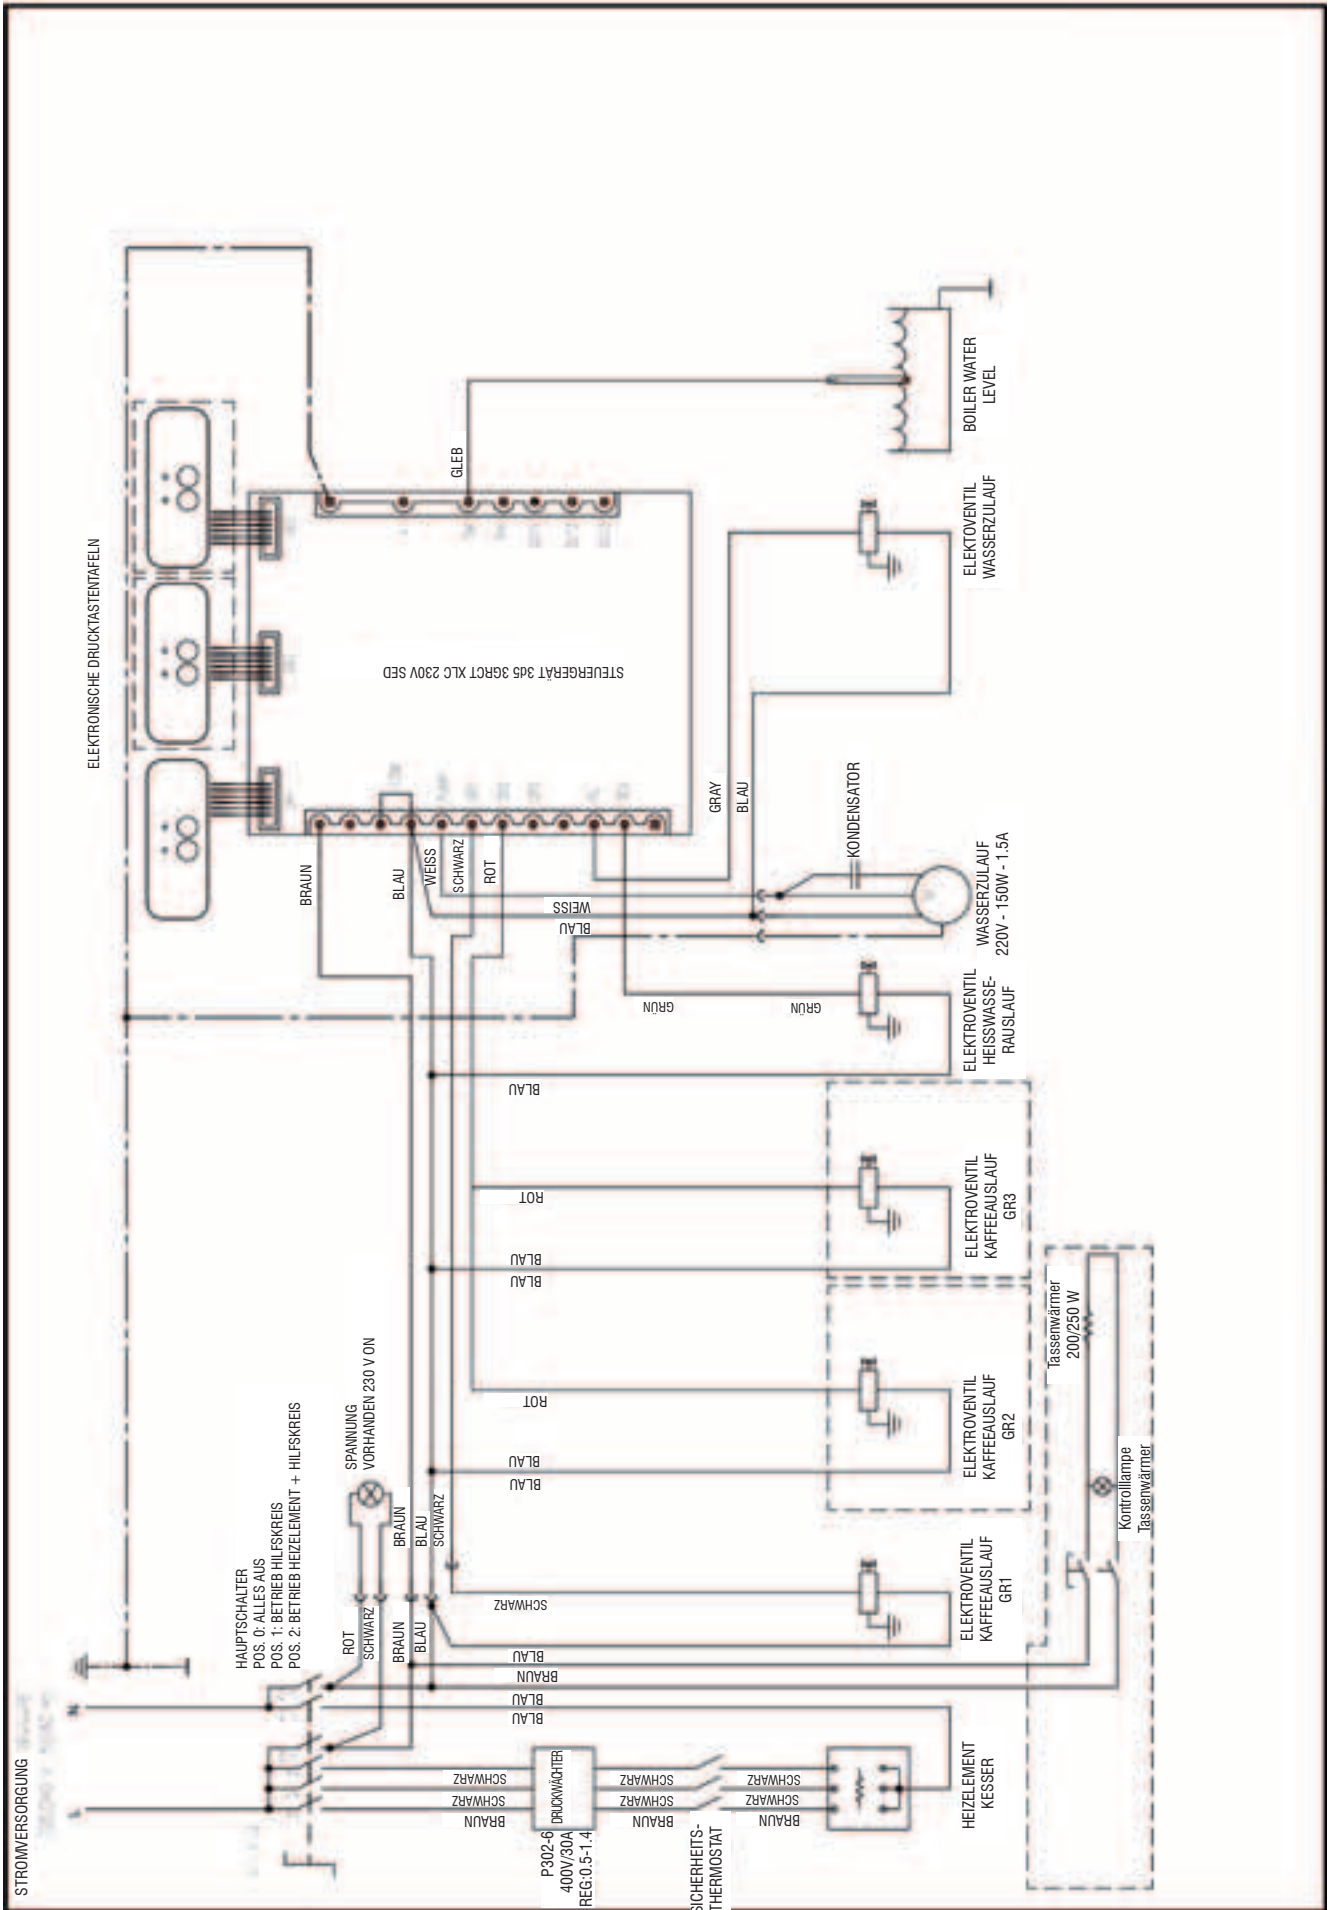 STROMVERSORGUNG
L
N
HAUPTSCHALTER
POS. 0: ALLES AUS
POS. 1: BETRIEB HILFSKREIS
POS. 2: BETRIEB HEIZELEMENT + HILFSKREIS
SPANNUNG
VORHANDEN 230 V ON
ELEKTRONISCHE DRUCKTASTENTAFELN
ROT
SCHWARZ
BRAUN
BLAU
BRAUN
BLAU
SCHWARZ
BRAUN
BLAU
WEISS
SCHWARZ
ROT
STEUERGERÄT 3d5 3GRCT XLC 230V SED
GLEB
BRAUN
SCHWARZ
SCHWARZ
BLAU
BLAU
BRAUN
BLAU
SCHWARZ
BLAU
BLAU
ROT
BLAU
BLAU
ROT
BLAU
BLAU
WEISS
P302-6
400V/30A
REG:0.5-1.4
DRUCKWÄCHTER
BRAUN
SCHWARZ
SCHWARZ
GRÜN
GRÜN
GRAY
BLAU
SICHERHEITS-
THERMOSTAT
BRAUN
SCHWARZ
SCHWARZ
KONDENSATOR
HEIZELEMENT
KESSER
ELEKTROVENTIL
KAFFEEAUSLAUF
GR1
ELEKTROVENTIL
KAFFEEAUSLAUF
GR2
ELEKTROVENTIL
KAFFEEAUSLAUF
GR3
ELEKTROVENTIL
HEISSWASSE-
RAUSLAUF
WASSERZULAUF
220V - 150W - 1.5A
ELEKTOVENTIL
WASSERZULAUF
BOILER WATER
LEVEL
Tassenwärmer
200/250 W
Kontrolllampe
Tassenwärmer